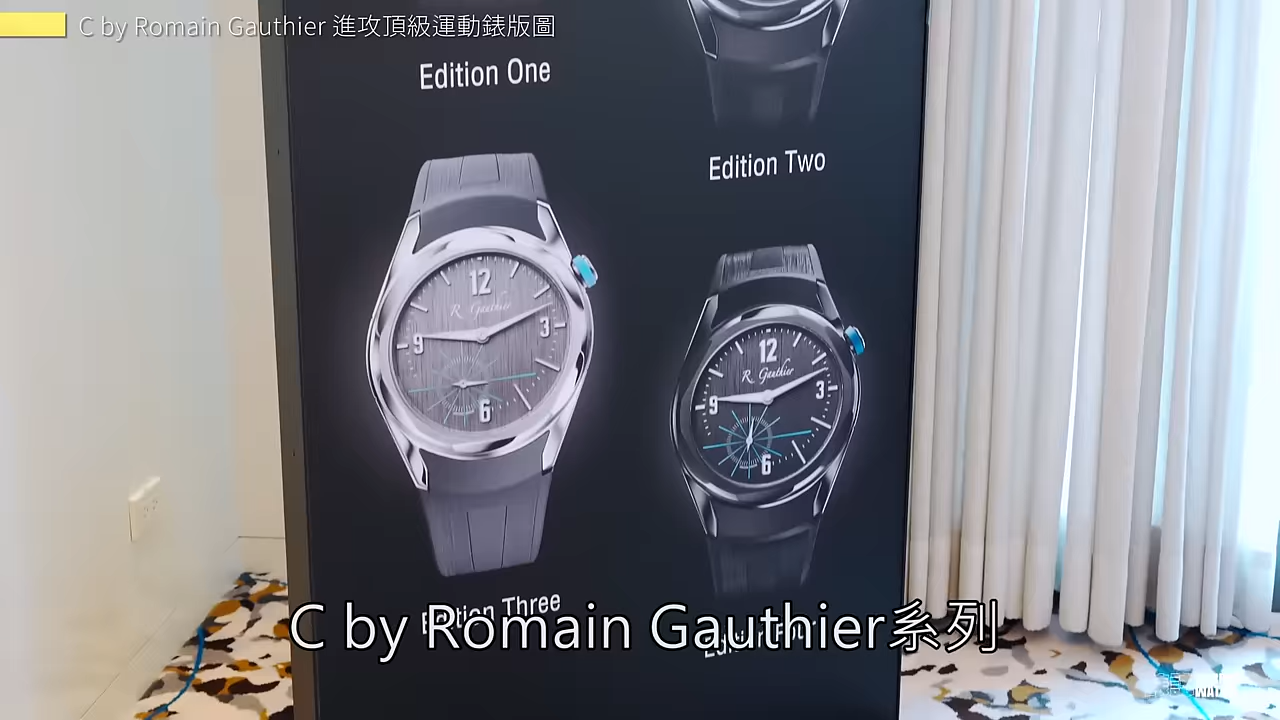 C by Romain Gauthier 進攻頂級運動錶版圖
Edition One
Edition Two
12
R. Gauthier
9
3
6
12
R. Gauthier
9
3
6
Edition Three
C by Romain Gauthier系列